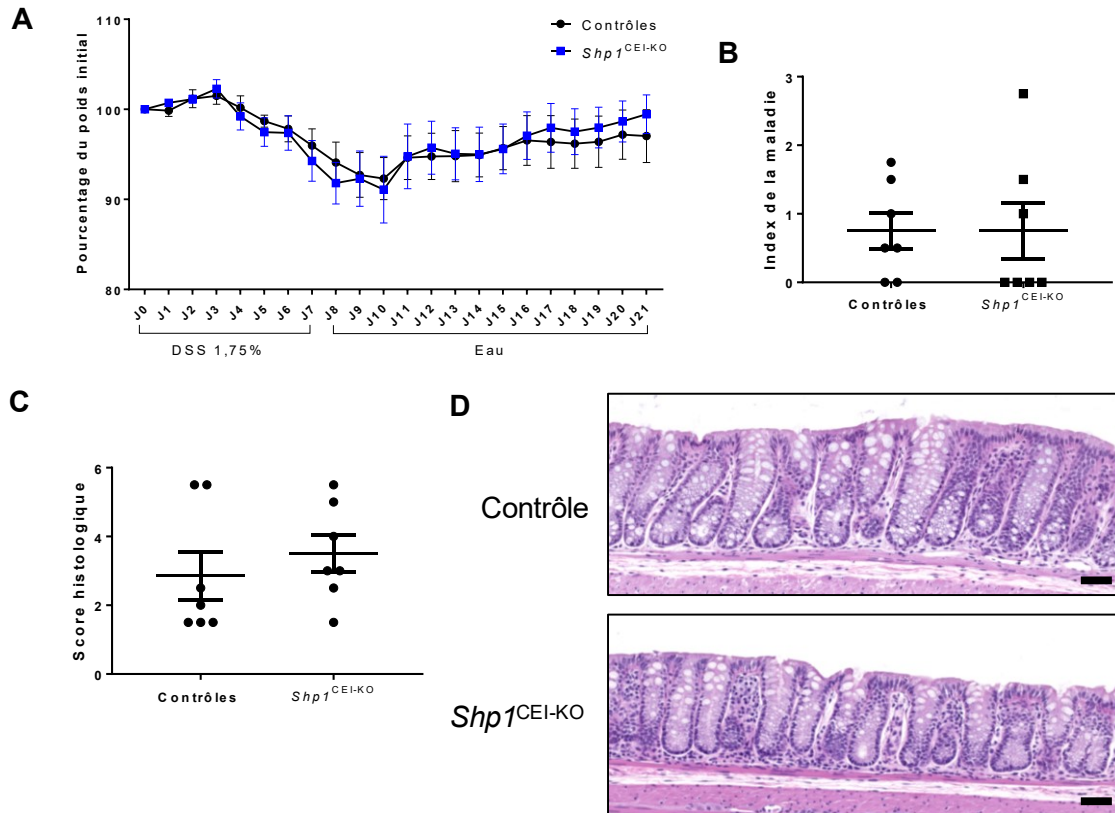 A
Pourcentage du poids initial
110
100
90
80
Contrôles
Shp1CEI-KO
J0 J1 J2 J3 J4 J5 J6 J7 J8 J9 J10 J11 J12 J13 J14 J15 J16 J17 J18 J19 J20 J21
DSS 1,75% Eau
B
Index de la maladie
3
2
1
0
Contrôles Shp1CEI-KO
C
Score histologique
6
4
2
0
Contrôles Shp1CEI-KO
D
Contrôle
Shp1CEI-KO